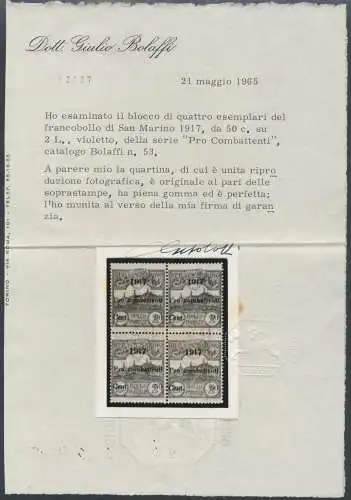 Dott. Giulio Bolaffi
21 maggio 1965
Ho esaminato il blocco di quattro esemplari del
francobollo di San Marino 1917, da 50 c. su
2 L., violetto, della serie "Pro Combattenti",
catalogo Bolaffi n. 53.
A parere mio la quartina, di cui è unita ripro
duzione fotografica, è originale al pari delle
soprastampe, ha piena gomma ed è perfetta;
l'ho munita al verso della mia firma di garan
zia.
TORINO - VIA ROMA, 101 -
1917
1917
Pro combattenti
Pro combattenti
Cent.
Cent.
1917
1917
Pro combattenti
Pro combattenti
Cent.
Cent.